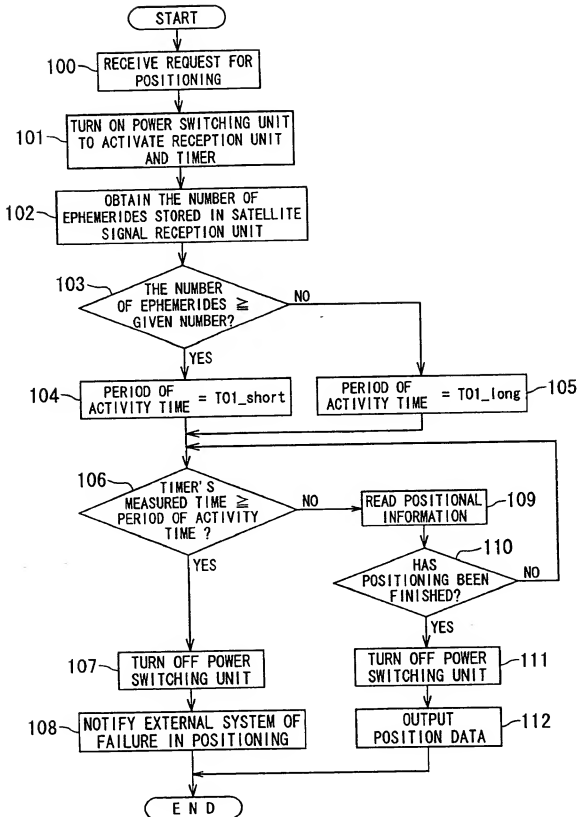 START
100
RECEIVE REQUEST FOR
POSITIONING
101
TURN ON POWER SWITCHING UNIT
TO ACTIVATE RECEPTION UNIT
AND TIMER
102
OBTAIN THE NUMBER OF
EPHEMERIDES STORED IN SATELLITE
SIGNAL RECEPTION UNIT
103
THE NUMBER
OF EPHEMERIDES ≧
GIVEN NUMBER?
NO
YES
104
PERIOD OF
ACTIVITY TIME = T01_short
PERIOD OF
ACTIVITY TIME = T01_long
105
106
TIMER'S
MEASURED TIME ≧
PERIOD OF ACTIVITY
TIME ?
NO
YES
READ POSITIONAL
INFORMATION
109
110
HAS
POSITIONING BEEN
FINISHED?
NO
YES
107
TURN OFF POWER
SWITCHING UNIT
TURN OFF POWER
SWITCHING UNIT
111
108
NOTIFY EXTERNAL SYSTEM OF
FAILURE IN POSITIONING
OUTPUT
POSITION DATA
112
END